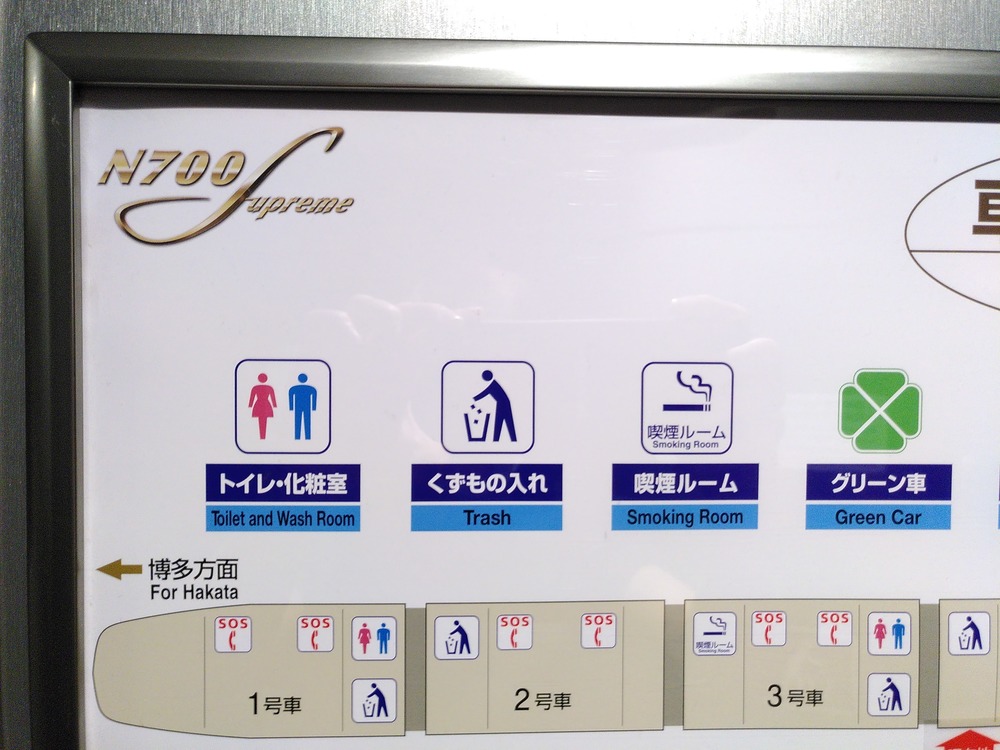 N700 Supreme
喫煙ルーム
Smoking Room
トイレ・化粧室
くずもの入れ
喫煙ルーム
グリーン車
Toilet and Wash Room
Trash
Smoking Room
Green Car
博多方面
For Hakata
SOS
SOS
SOS
SOS
喫煙ルーム
Smoking Room
SOS
SOS
1号車
2号車
3号車